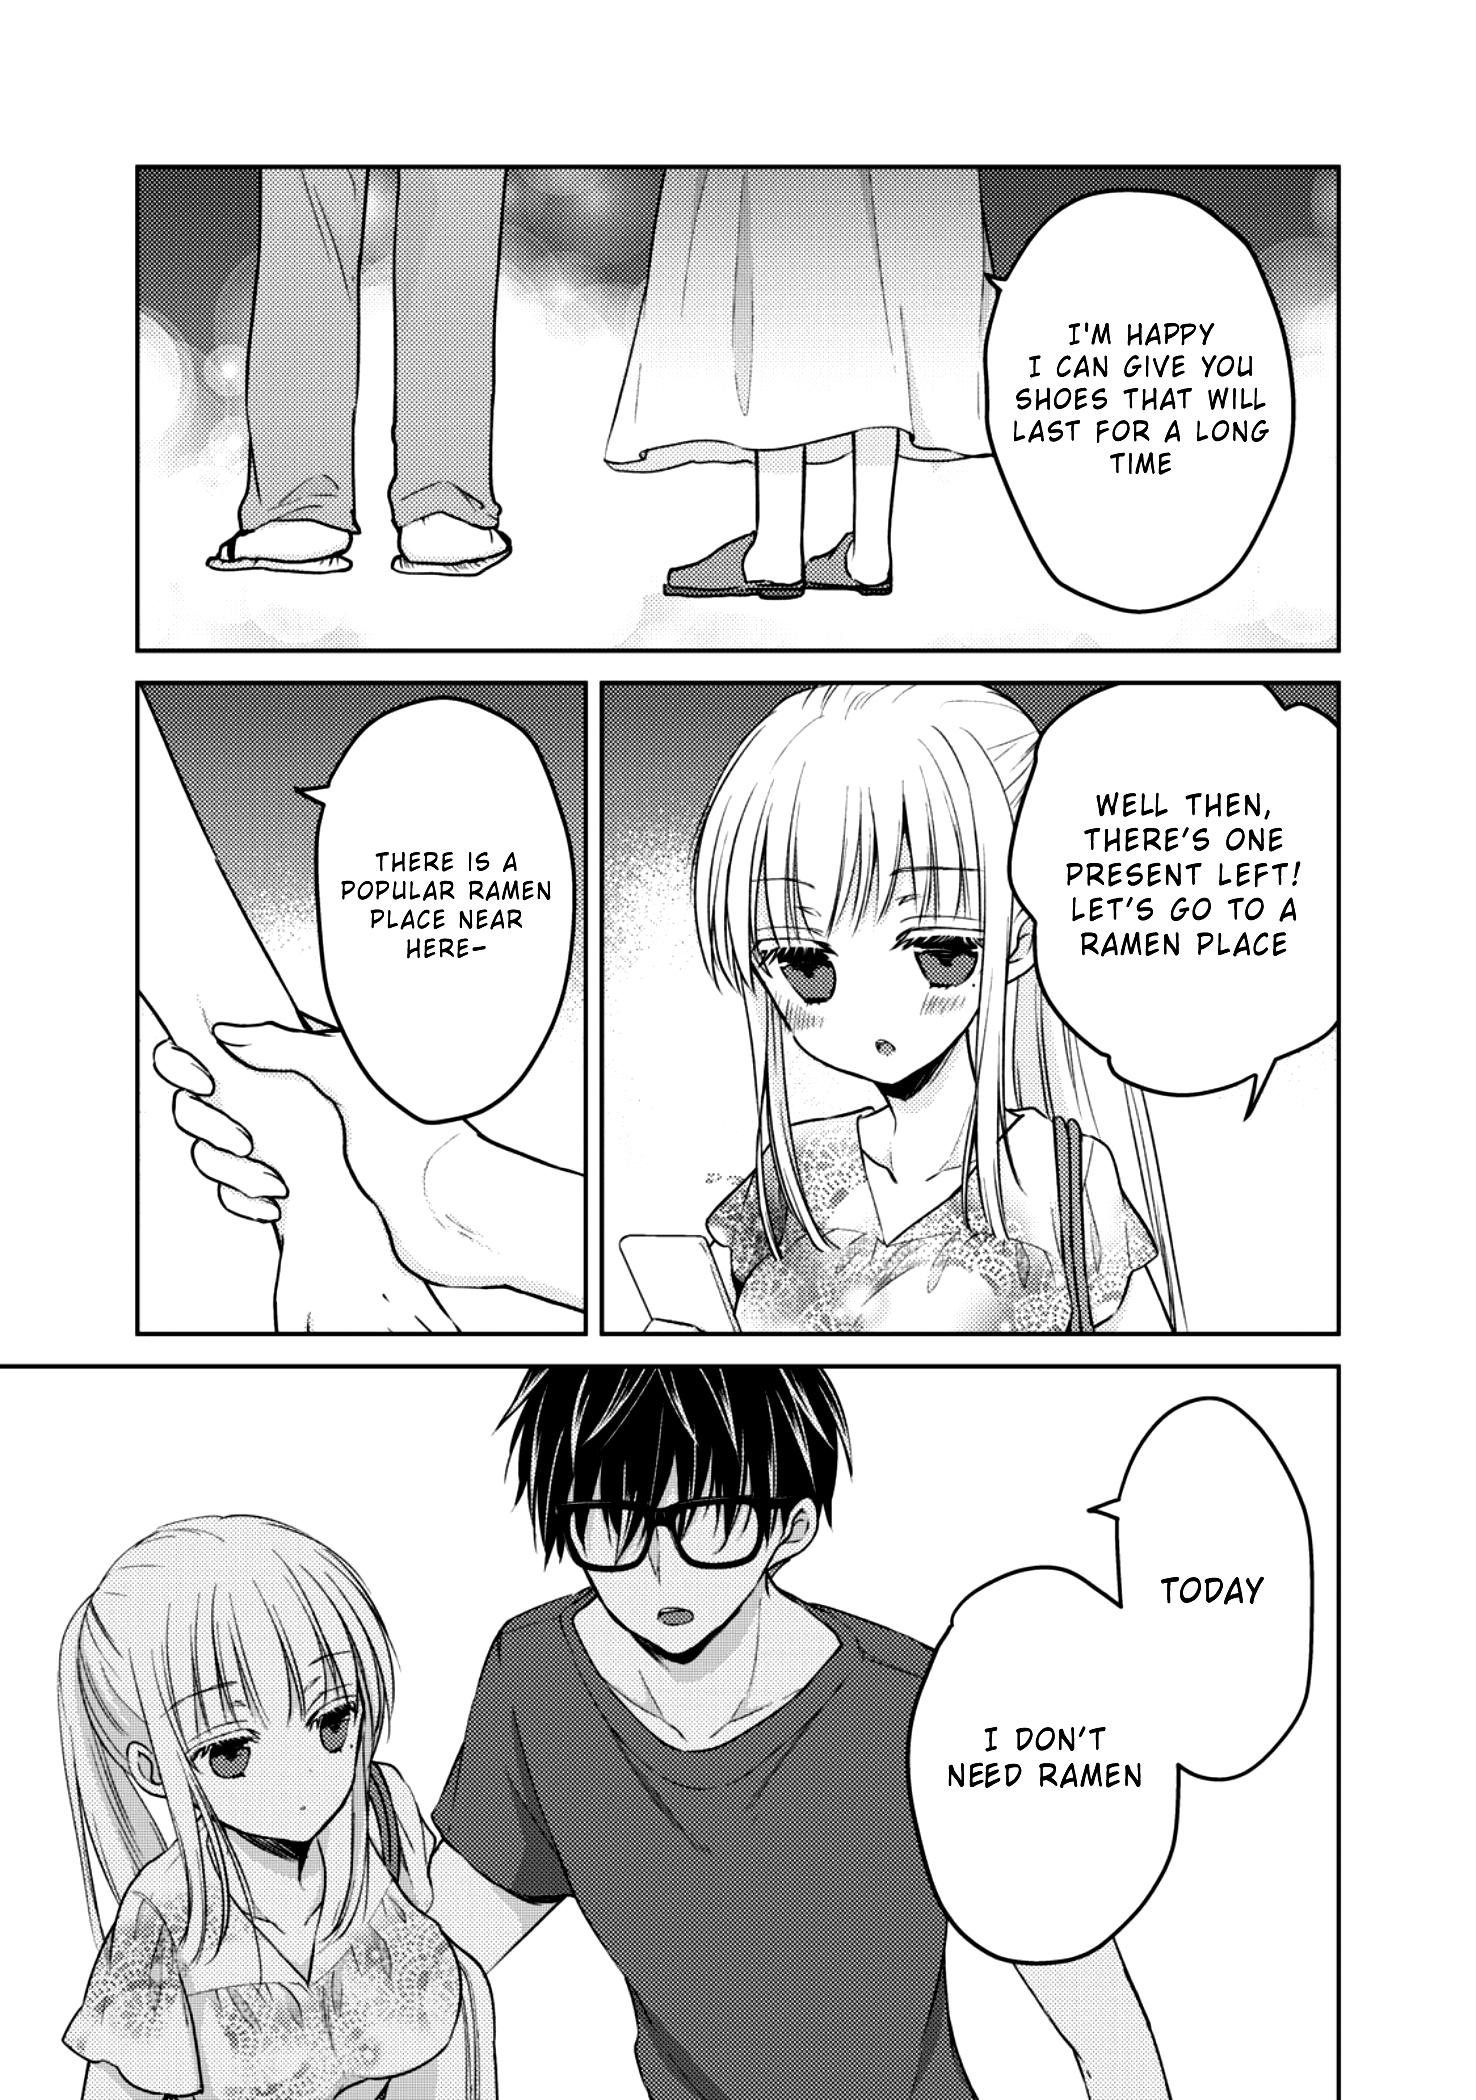 I'M HAPPY
I CAN GIVE YOU
SHOES THAT WILL
LAST FOR A LONG
TIME
WELL THEN,
THERE'S ONE
PRESENT LEFT!
LET'S GO TO A
RAMEN PLACE
THERE IS A
POPULAR RAMEN
PLACE NEAR
HERE-
TODAY
I DON'T
NEED RAMEN